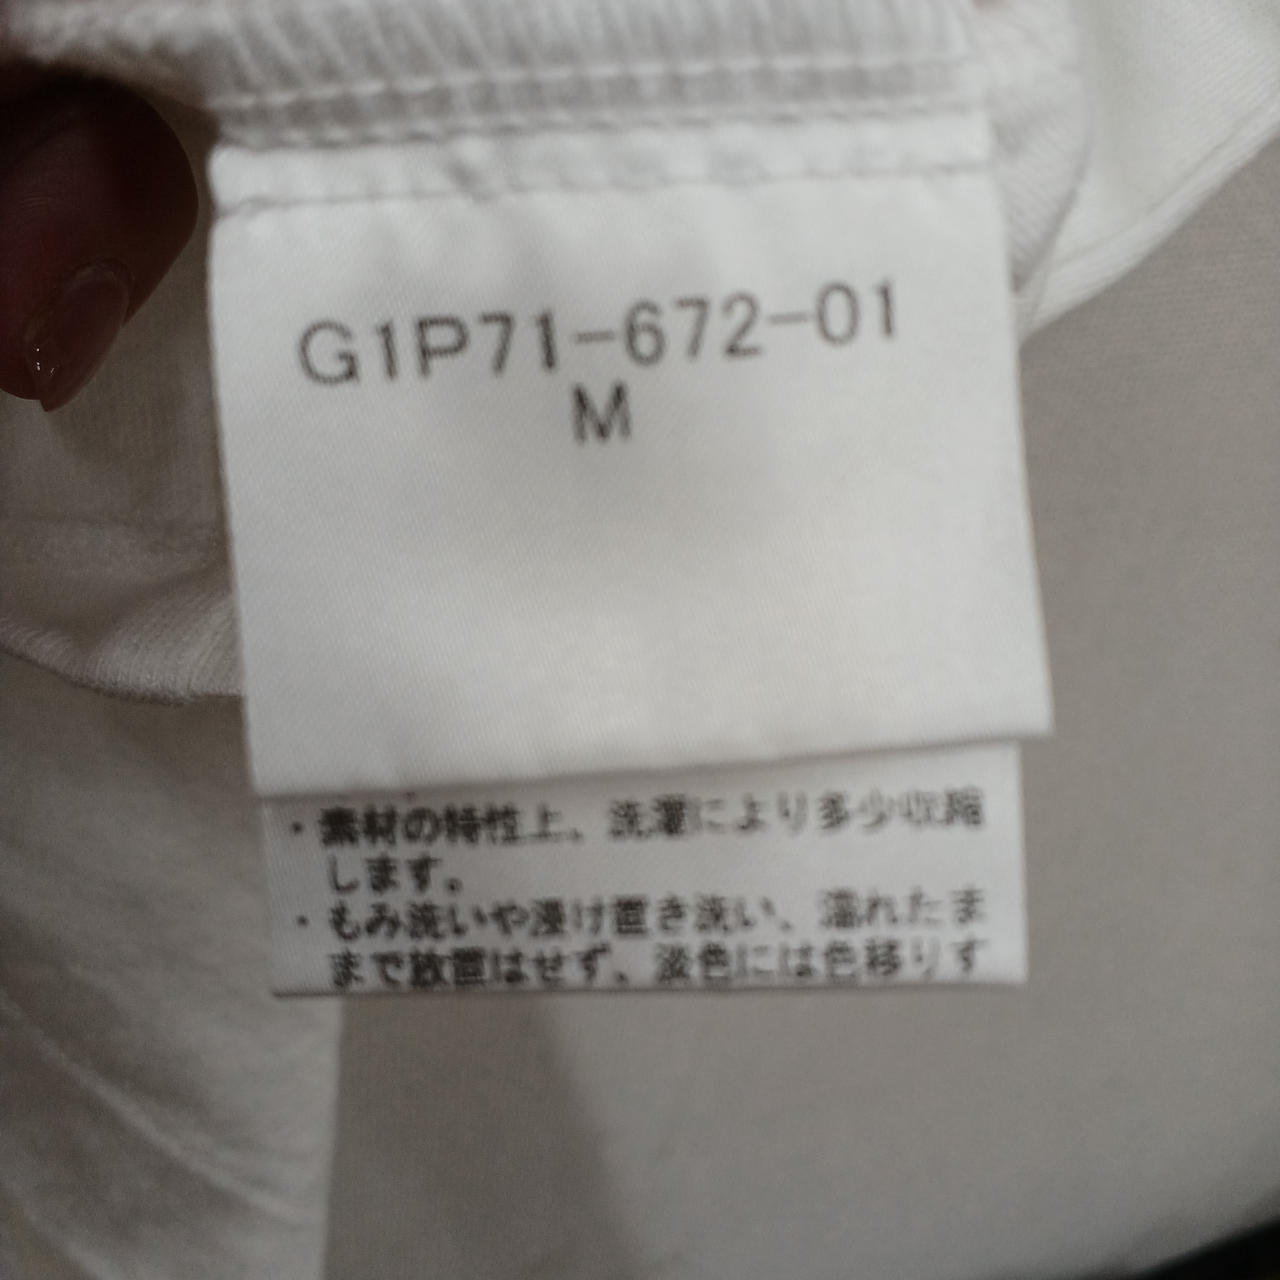 G1P71-672-01
M
・素材の特性上、洗濯により多少収縮
します。
・もみ洗いや浸け置き洗い、濡れたま
まで放置はせず、淡色には色移りす